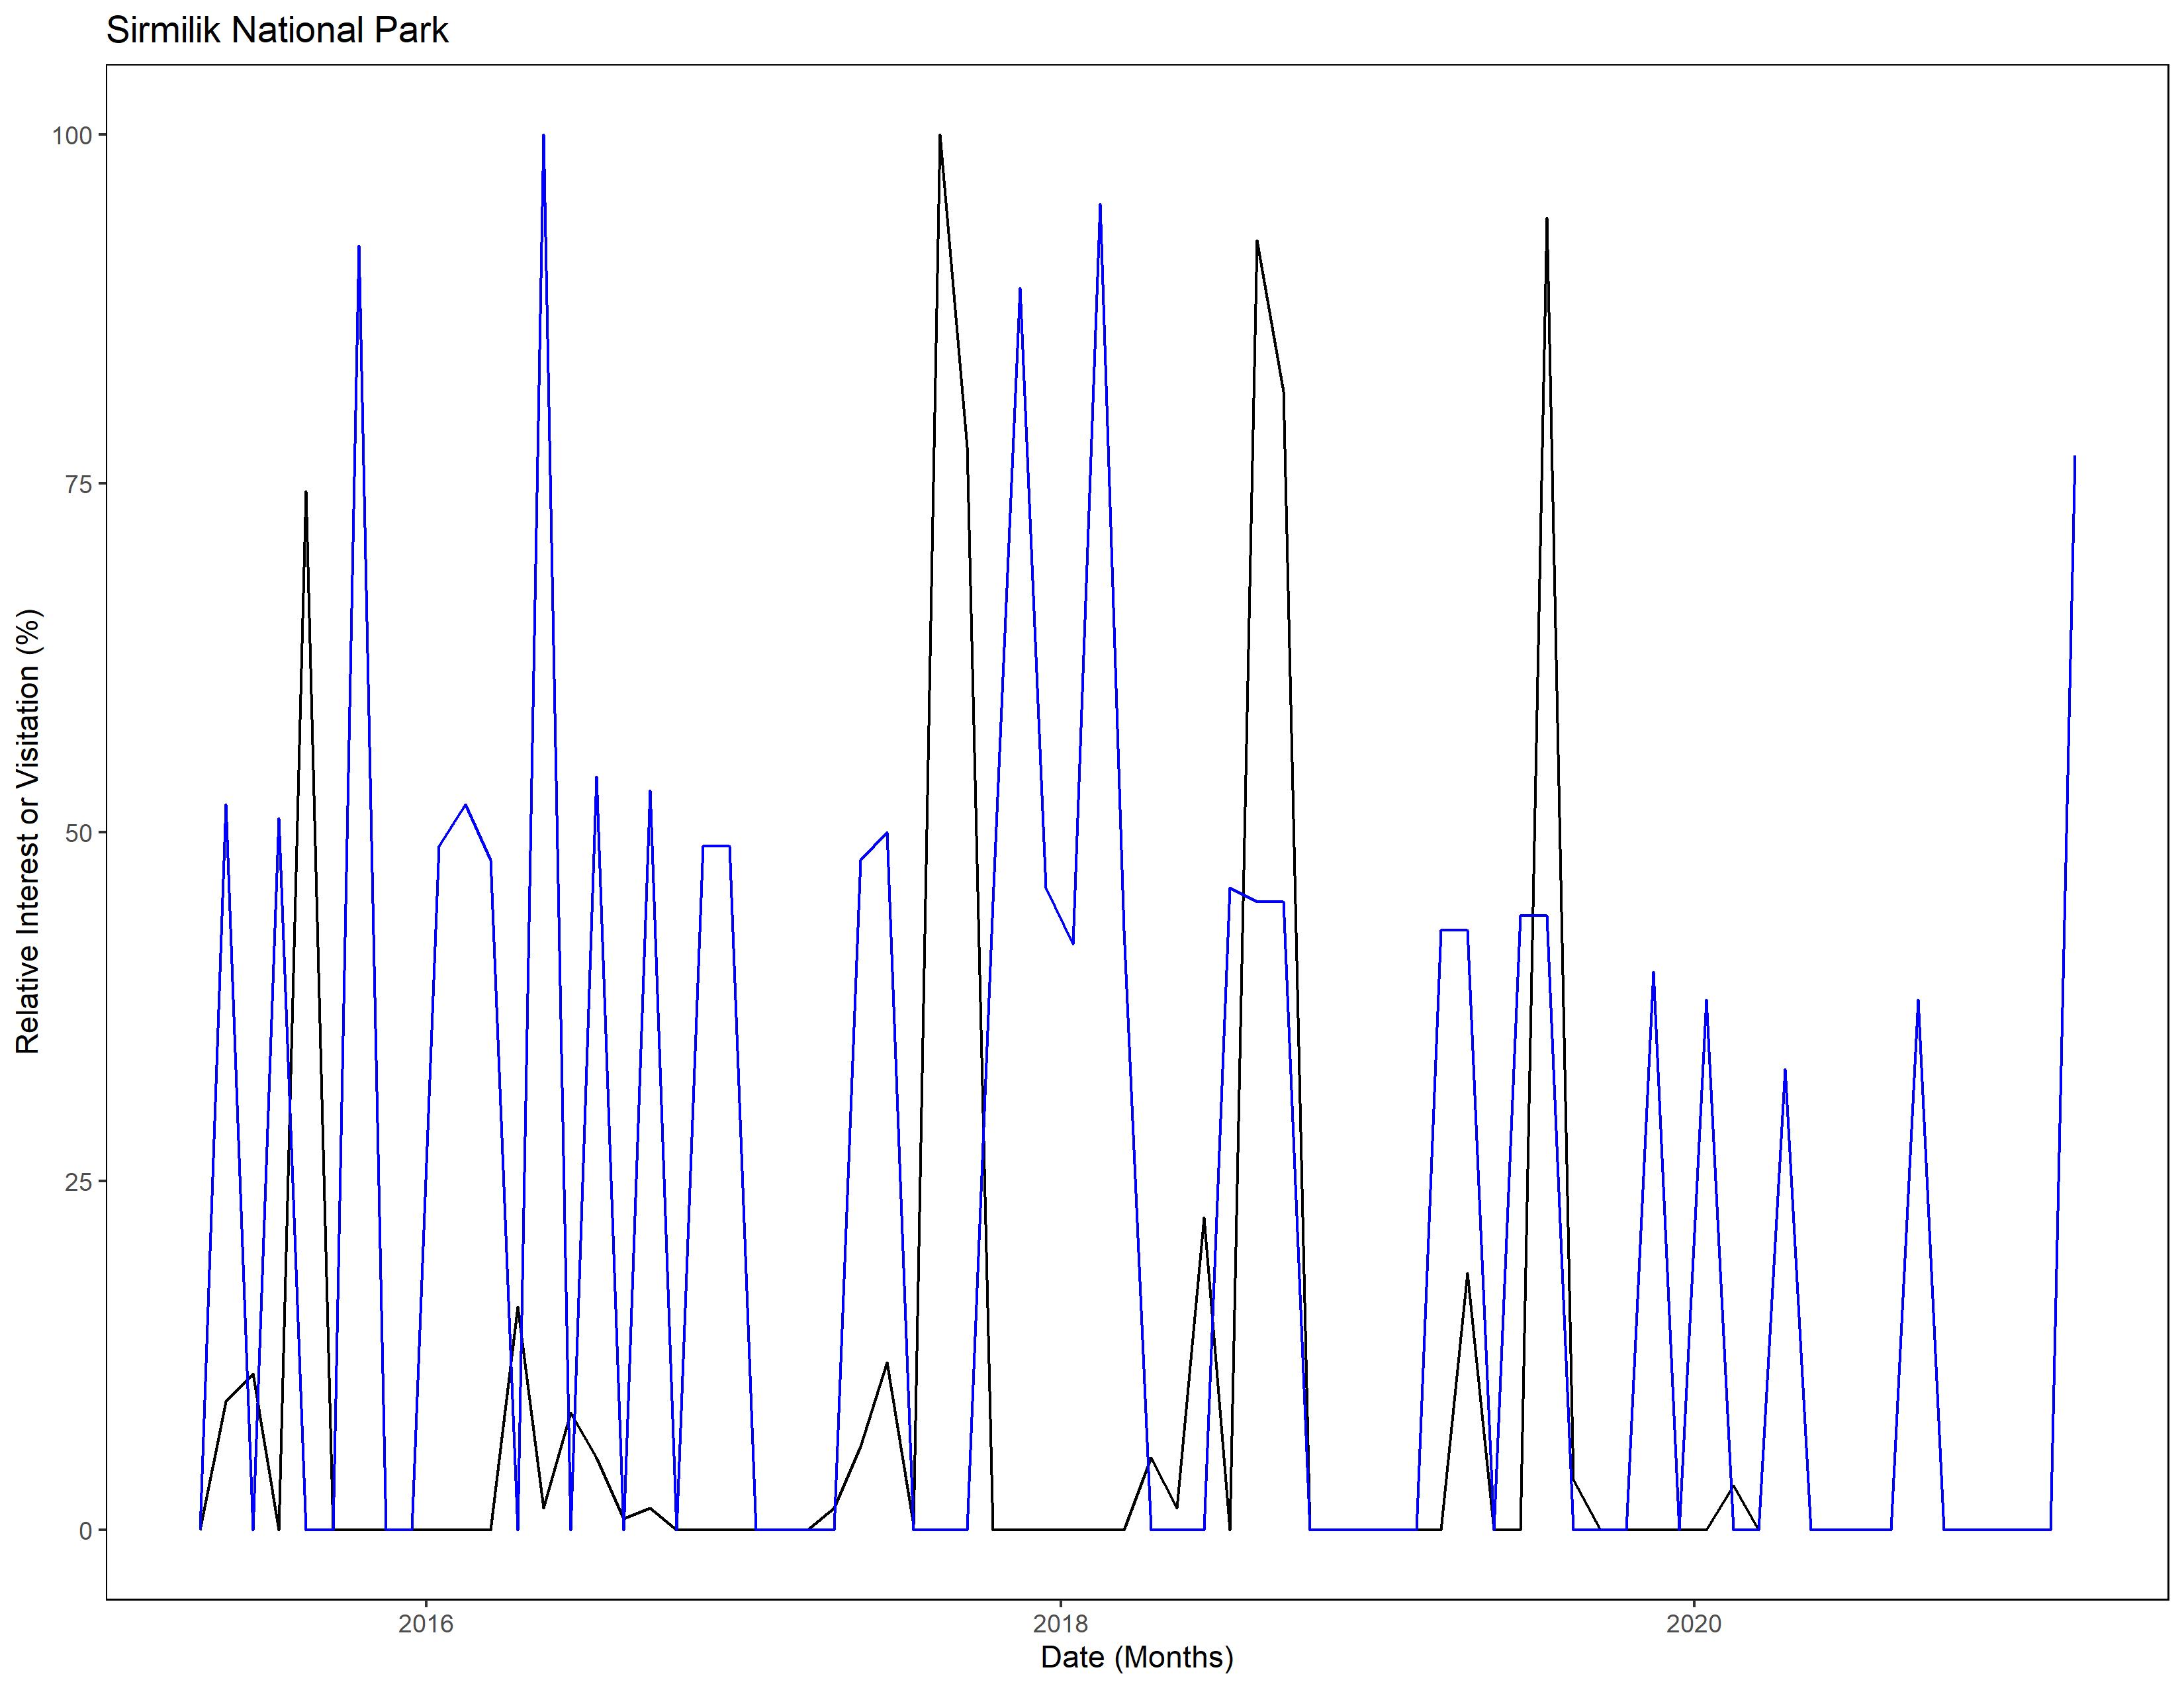 Sirmilik National Park
Relative Interest or Visitation (%)
100
75
50
25
0
2016
2018
2020
Date (Months)